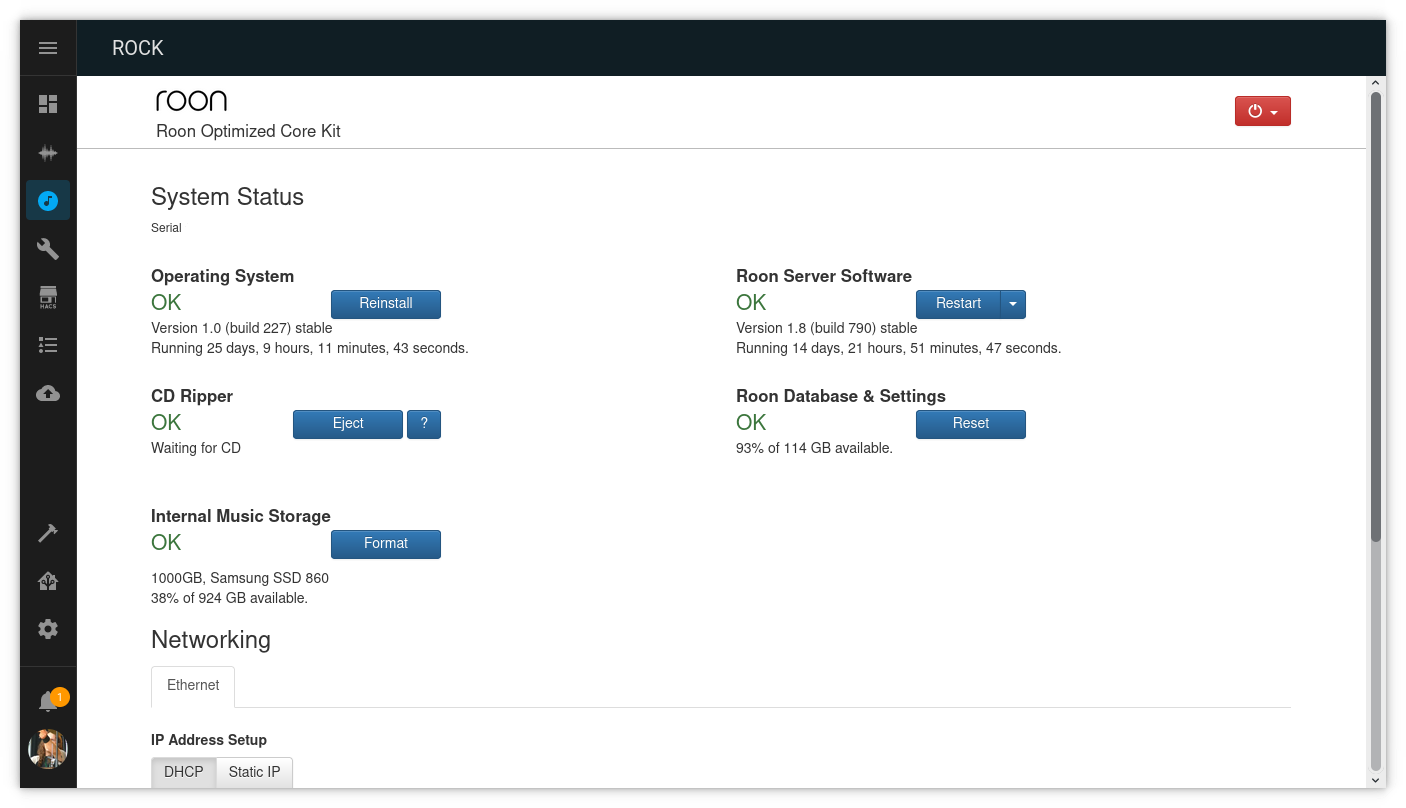 ROCK
roon
Roon Optimized Core Kit
System Status
Serial
Operating System
OK
Reinstall
Version 1.0 (build 227) stable
Running 25 days, 9 hours, 11 minutes, 43 seconds.
Roon Server Software
OK
Restart
Version 1.8 (build 790) stable
Running 14 days, 21 hours, 51 minutes, 47 seconds.
CD Ripper
OK
Eject
?
Waiting for CD
Roon Database & Settings
OK
Reset
93% of 114 GB available.
Internal Music Storage
OK
Format
1000GB, Samsung SSD 860
38% of 924 GB available.
Networking
Ethernet
IP Address Setup
DHCP
Static IP
HACS
1